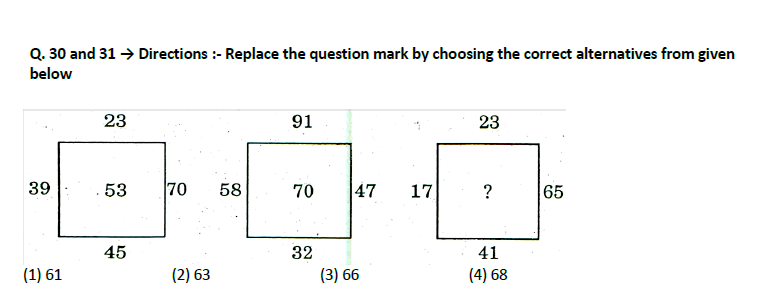 Q. 30 and 31 → Directions :- Replace the question mark by choosing the correct alternatives from given
below
23 91 23
39 53 70 58 70 47 17 ? 65
45 32 41
(1) 61 (2) 63 (3) 66 (4) 68